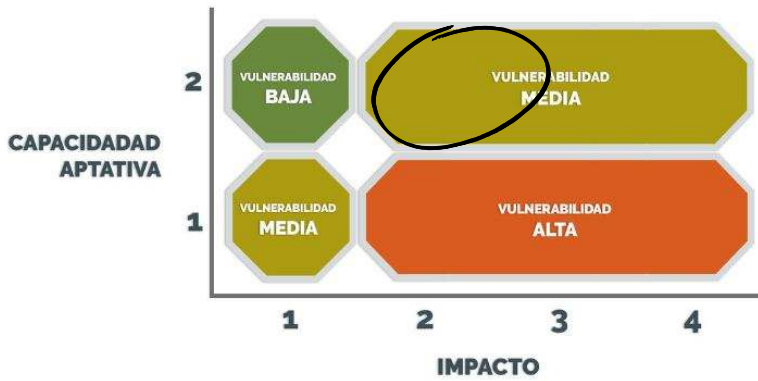 2
VULNERABILIDAD
BAJA
VULNERABILIDAD
MEDIA
CAPACIDADAD
APTATIVA
1
VULNERABILIDAD
MEDIA
VULNERABILIDAD
ALTA
1 2 3 4
IMPACTO